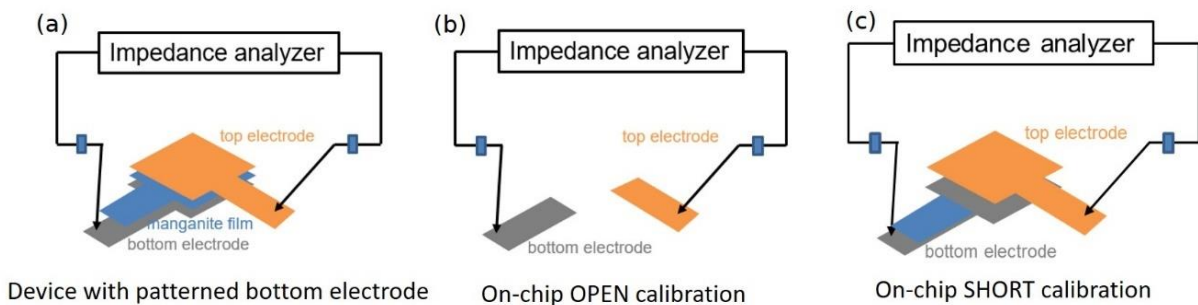 (a)
Impedance analyzer
top electrode
manganite film
bottom electrode
Device with patterned bottom electrode
(b)
Impedance analyzer
top electrode
bottom electrode
On-chip OPEN calibration
(c)
Impedance analyzer
top electrode
bottom electrode
On-chip SHORT calibration